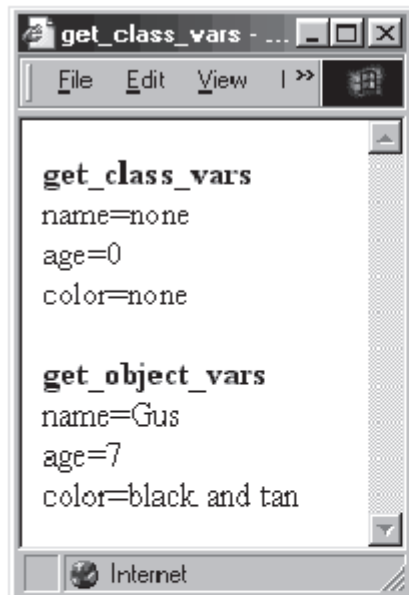 get_class_vars - ...
File Edit View »
get_class_vars
name=none
age=0
color=none
get_object_vars
name=Gus
age=7
color=black and tan
Internet